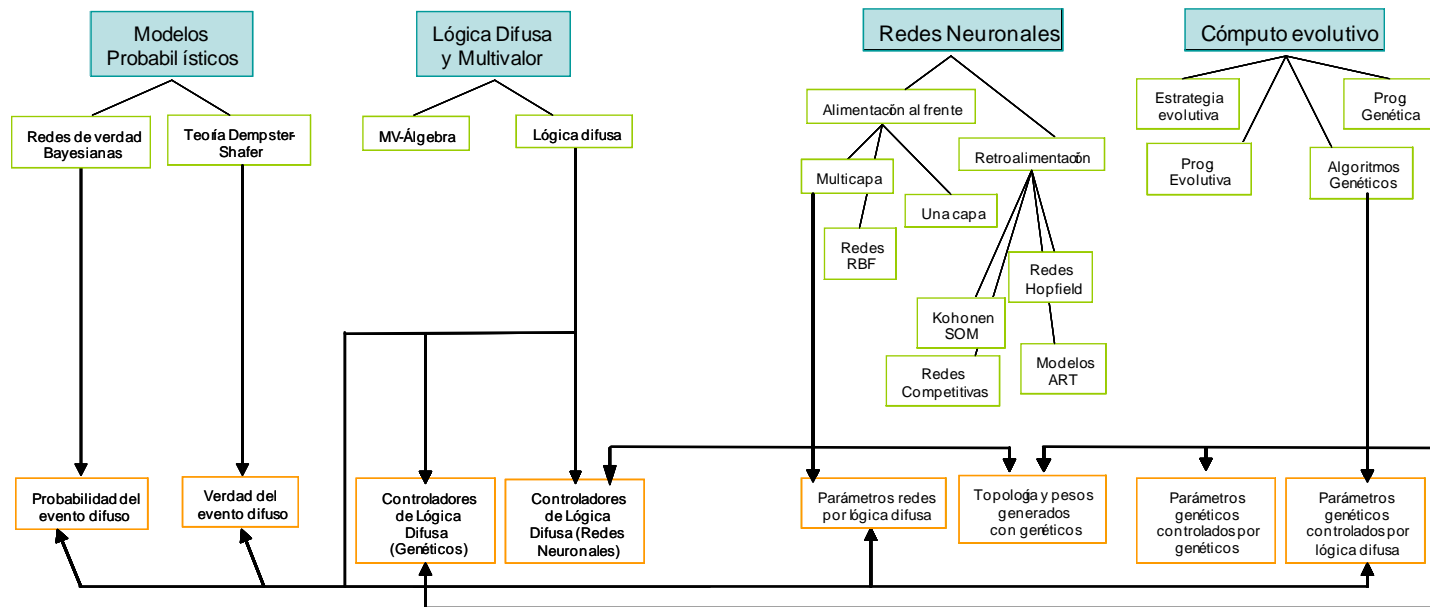 Modelos
Probabil ísticos
Lógica Difusa
y Multivalor
Redes Neuronales
Cómputo evolutivo
Redes de verdad
Bayesianas
Teoría Dempster-
Shafer
MV-Álgebra
Lógica difusa
Alimentación al frente
Multicapa
Redes
RBF
Una capa
Retroalimentación
Kohonen
SOM
Redes
Competitivas
Redes
Hopfield
Modelos
ART
Estrategia
evolutiva
Prog
Evolutiva
Prog
Genética
Algoritmos
Genéticos
Probabilidad del
evento difuso
Verdad del
evento difuso
Controladores
de Lógica
Difusa
(Genéticos)
Controladores
de Lógica
Difusa (Redes
Neuronales)
Parámetros redes
por lógica difusa
Topología y pesos
generados
con genéticos
Parámetros
genéticos
controlados por
genéticos
Parámetros
genéticos
controlados por
lógica difusa